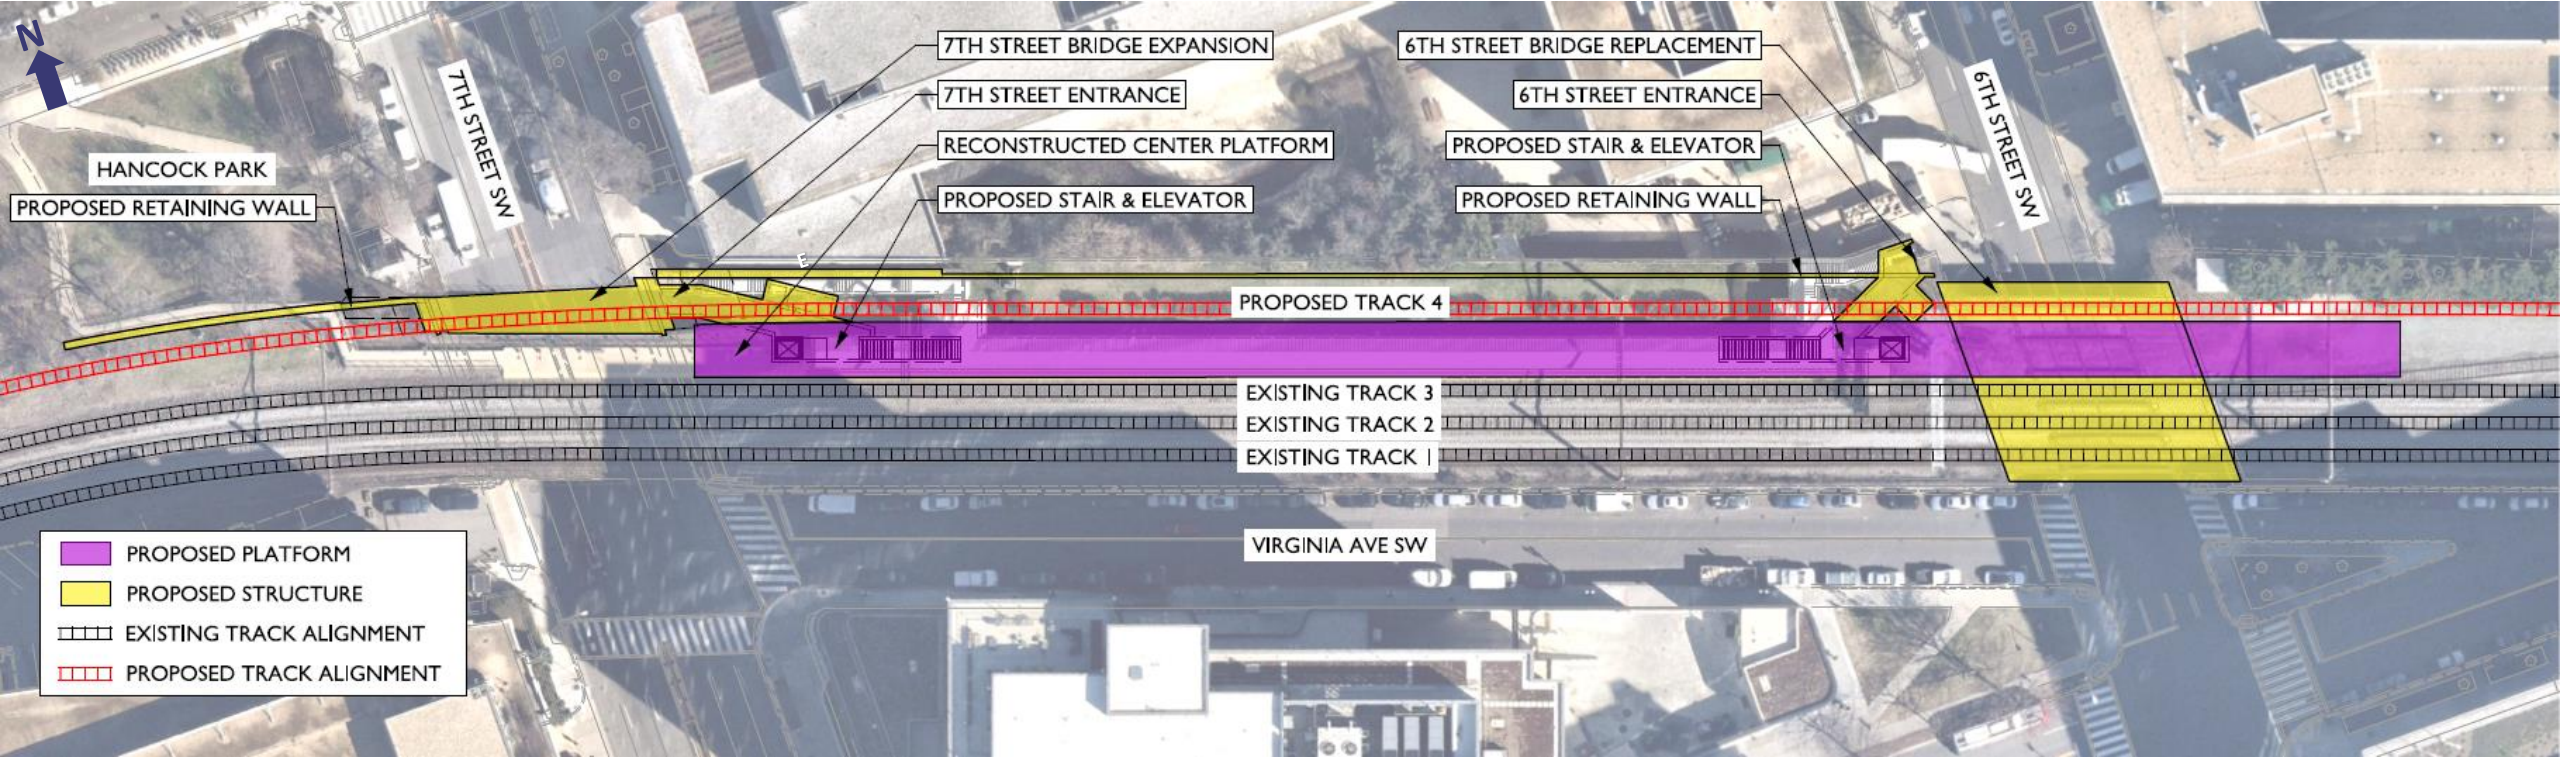 N
7TH STREET BRIDGE EXPANSION
6TH STREET BRIDGE REPLACEMENT
7TH STREET ENTRANCE
6TH STREET ENTRANCE
7TH STREET SW
6TH STREET SW
RECONSTRUCTED CENTER PLATFORM
PROPOSED STAIR & ELEVATOR
HANCOCK PARK
PROPOSED RETAINING WALL
PROPOSED STAIR & ELEVATOR
PROPOSED RETAINING WALL
E
PROPOSED TRACK 4
EXISTING TRACK 3
EXISTING TRACK 2
EXISTING TRACK 1
VIRGINIA AVE SW
PROPOSED PLATFORM
PROPOSED STRUCTURE
EXISTING TRACK ALIGNMENT
PROPOSED TRACK ALIGNMENT